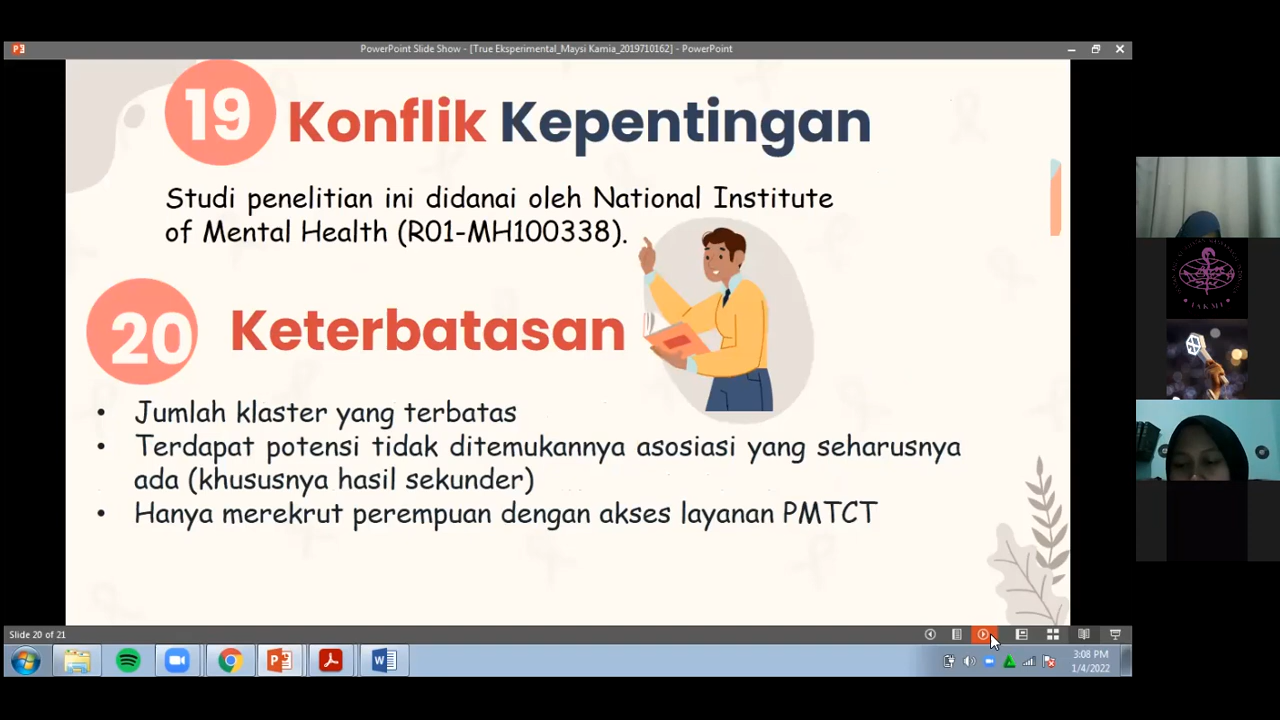 PowerPoint Slide Show - [True Eksperimental_Maysi Karnia_2019710162] - PowerPoint
19 Konflik Kepentingan
Studi penelitian ini didanai oleh National Institute
of Mental Health (R01-MH100338).
20 Keterbatasan
• Jumlah klaster yang terbatas
• Terdapat potensi tidak ditemukannya asosiasi yang seharusnya
ada (khususnya hasil sekunder)
• Hanya merekrut perempuan dengan akses layanan PMTCT
Slide 20 of 21
3:08 PM
1/4/2022
IAKMI